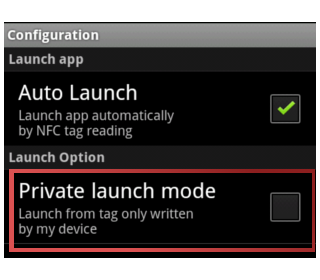 Configuration
Launch app
Auto Launch
Launch app automatically
by NFC tag reading
Launch Option
Private launch mode
Launch from tag only written
by my device